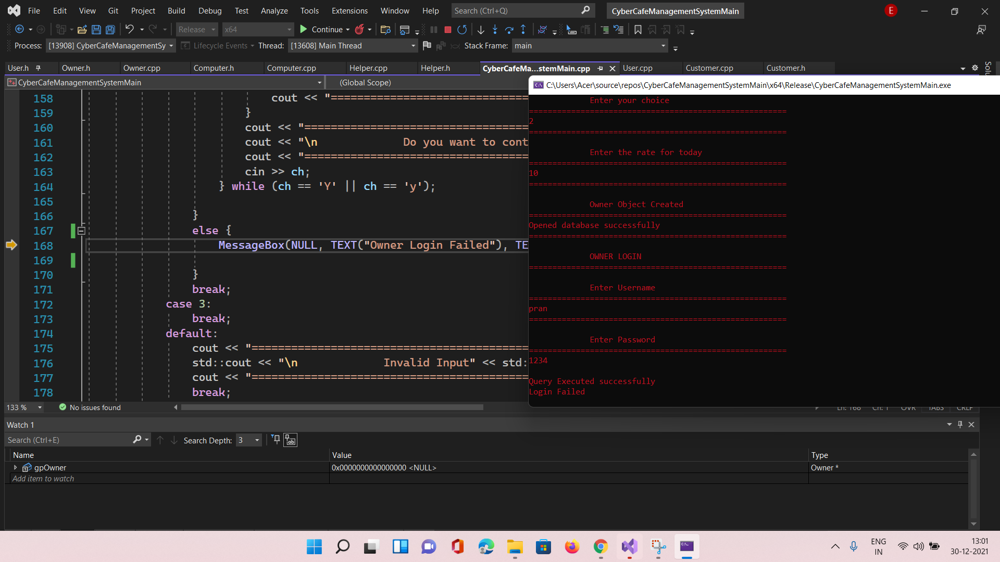 File Edit View Git Project Build Debug Test Analyze Tools Extensions Window Help Search (Ctrl+Q) CyberCafeManagementSystemMain E
Release x64 Continue
Process: [13908] CyberCafeManagementSy Lifecycle Events Thread: [13608] Main Thread Stack Frame: main
User.h Owner.h Owner.cpp Computer.h Computer.cpp Helper.cpp Helper.h CyberCafeMa...stemMain.cpp User.cpp Customer.cpp Customer.h
CyberCafeManagementSystemMain (Global Scope)
158 cout << "==================================
159 }
160 cout << "==================================
161 cout << "\n Do you want to cont
162 cout << "==================================
163 cin >> ch;
164 } while (ch == 'Y' || ch == 'y');
165
166 }
167 else {
168 MessageBox(NULL, TEXT("Owner Login Failed"), TE
169
170 }
171 break;
172 case 3:
173 break;
174 default:
175 cout << "==========================================
176 std::cout << "\n Invalid Input" << std:
177 cout << "==========================================
178 break;
133 % No issues found
Ln: 168 Ch: 1 OVR TABS CRLF
C:\Users\Acer\source\repos\CyberCafeManagementSystemMain\x64\Release\CyberCafeManagementSystemMain.exe
Enter your choice
=======================================================
2
=======================================================
Enter the rate for today
=======================================================
10
=======================================================
Owner Object Created
=======================================================
Opened database successfully
=======================================================
OWNER LOGIN
=======================================================
Enter Username
=======================================================
pran
=======================================================
Enter Password
=======================================================
1234
Query Executed successfully
Login Failed
Watch 1
Search (Ctrl+E) Search Depth: 3
Name Value Type
gpOwner 0x0000000000000000 <NULL> Owner *
Add item to watch
ENG
IN
13:01
30-12-2021